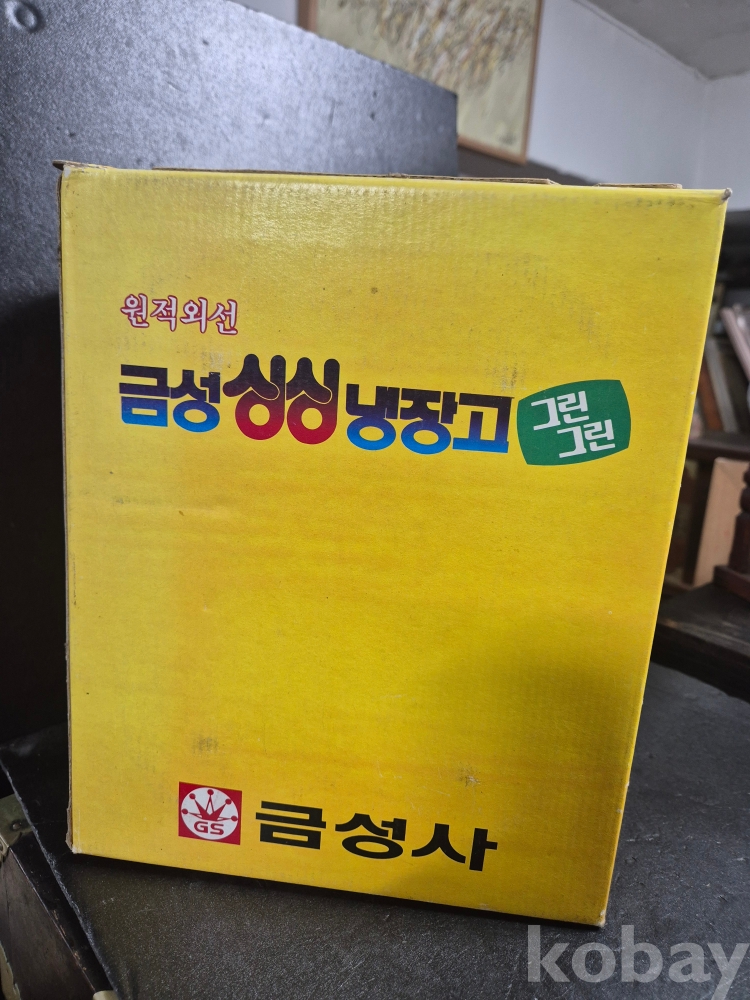 원적외선
금성 싱싱 냉장고 그린
그린
GS 금성사
kobay